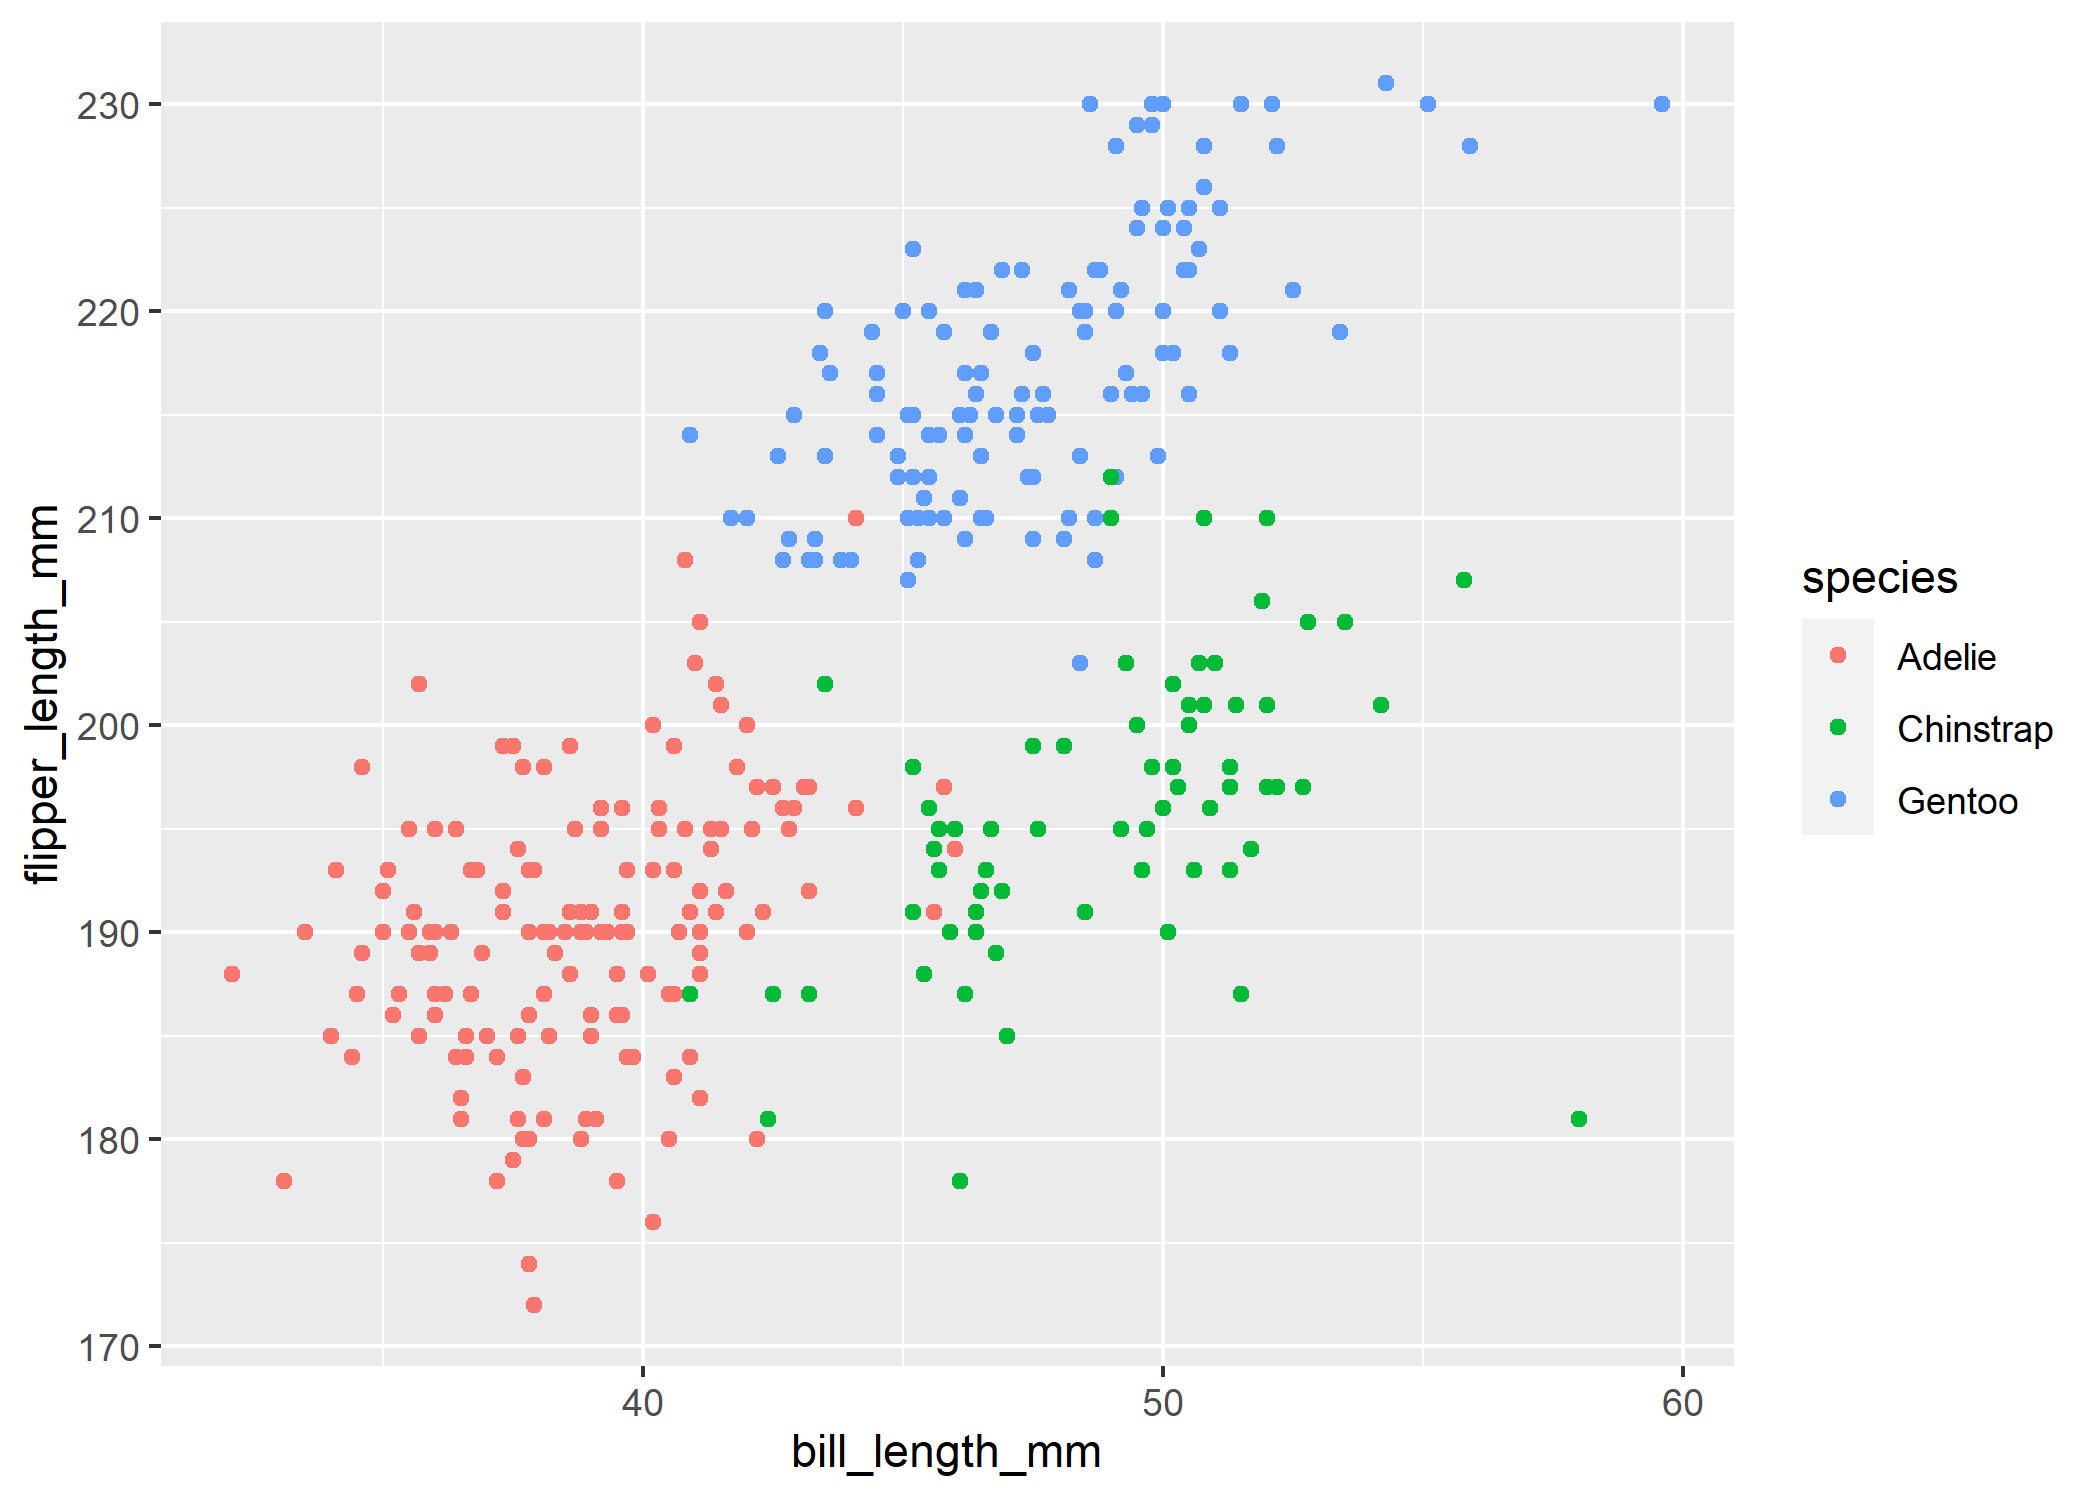 230
220
210
200
190
180
170
flipper_length_mm
40 50 60
bill_length_mm
species
Adelie
Chinstrap
Gentoo